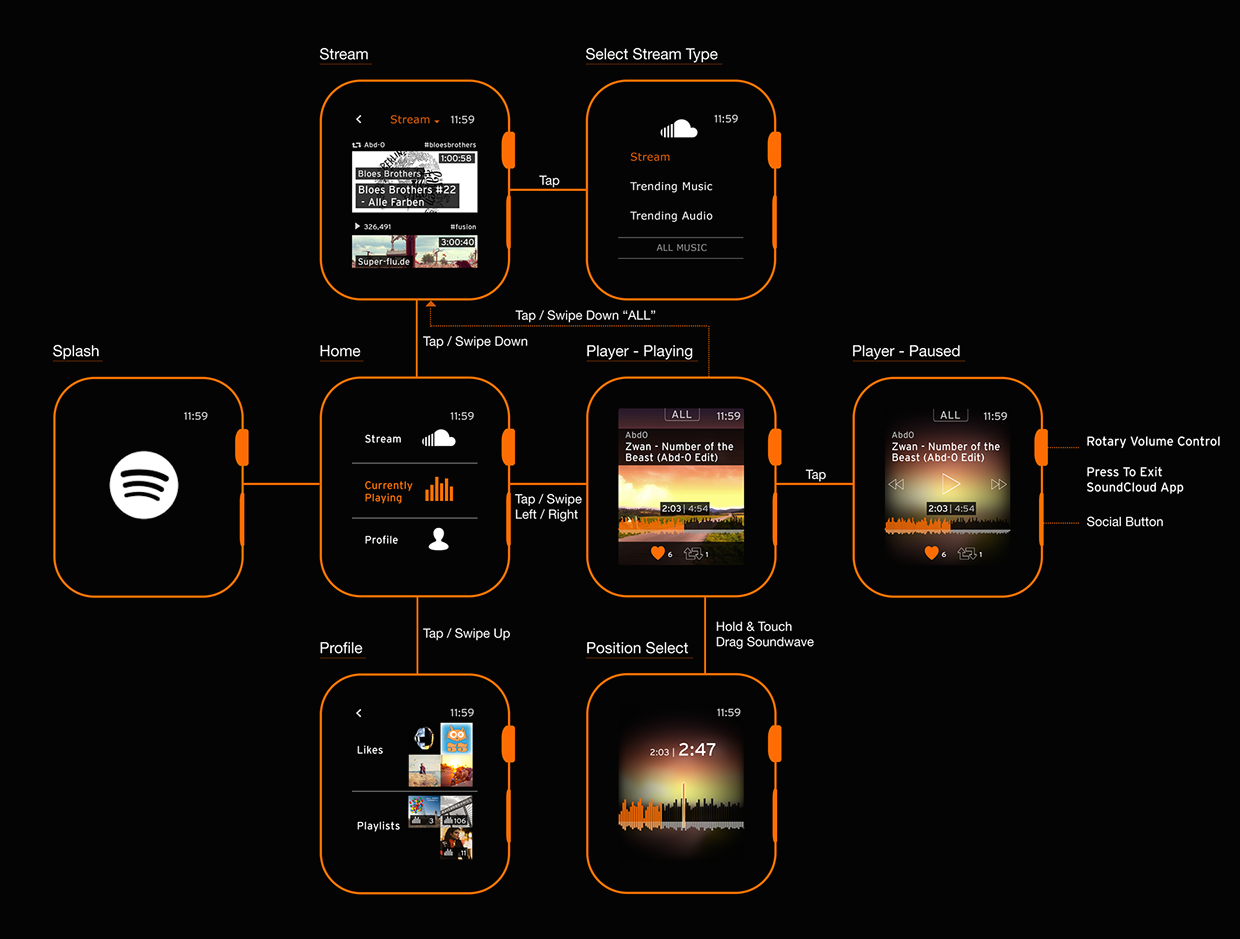 Stream
11:59
Stream
Abd-O
#bloesbrothers
1:00:58
Bloes Brothers
Bloes Brothers #22
- Alle Farben
326,491
#fusion
3:00:40
Super-flu.de
Tap
Select Stream Type
11:59
Stream
Trending Music
Trending Audio
ALL MUSIC
Tap / Swipe Down “ALL”
Tap / Swipe Down
Splash
11:59
Home
11:59
Stream
Currently
Playing
Profile
Tap / Swipe
Left / Right
Player - Playing
ALL
11:59
AbdO
Zwan - Number of the
Beast (Abd-O Edit)
2:03 | 4:54
6
1
Tap
Player - Paused
ALL
11:59
AbdO
Zwan - Number of the
Beast (Abd-O Edit)
2:03 | 4:54
6
1
Rotary Volume Control
Press To Exit
SoundCloud App
Social Button
Tap / Swipe Up
Hold & Touch
Drag Soundwave
Profile
11:59
Likes
Playlists
3
106
11
Position Select
11:59
2:03 | 2:47